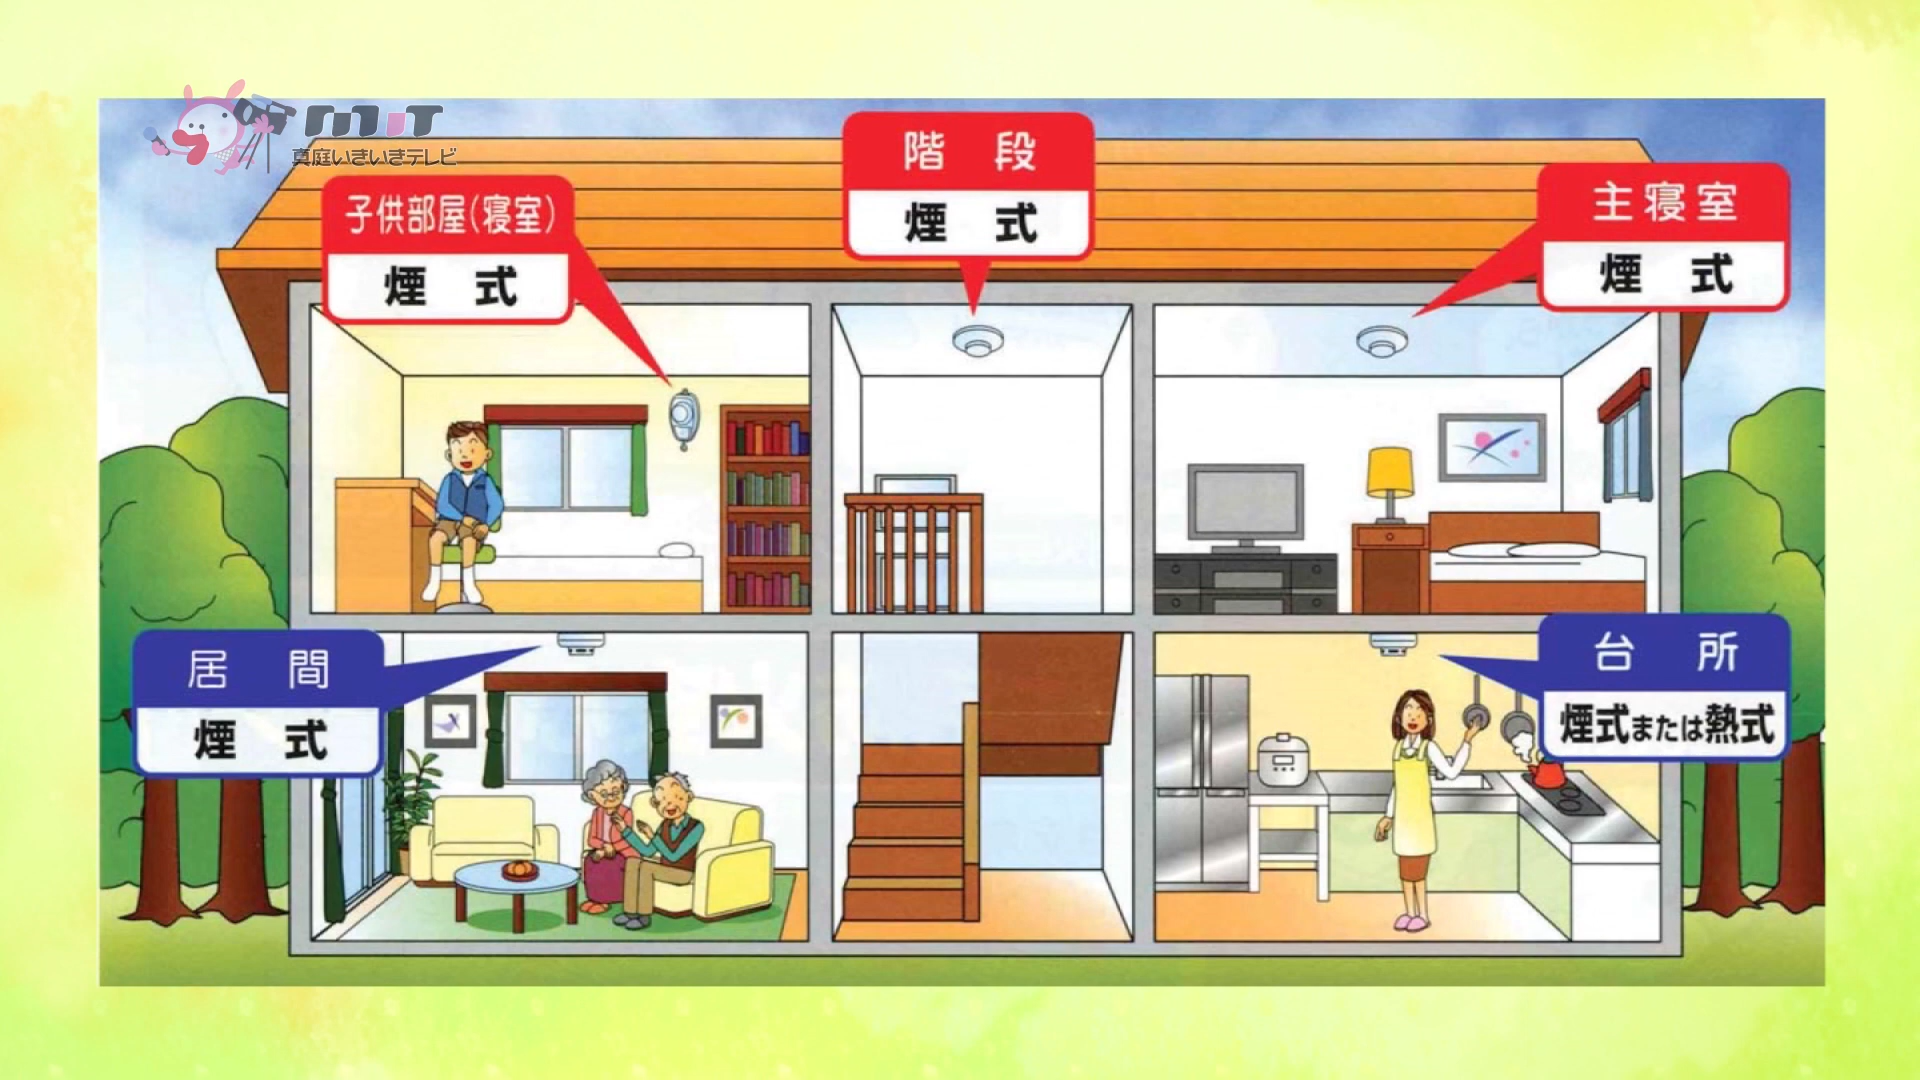 MIT
真庭いきいきテレビ
子供部屋(寝室)
煙式
階段
煙式
主寝室
煙式
居間
煙式
台所
煙式または熱式